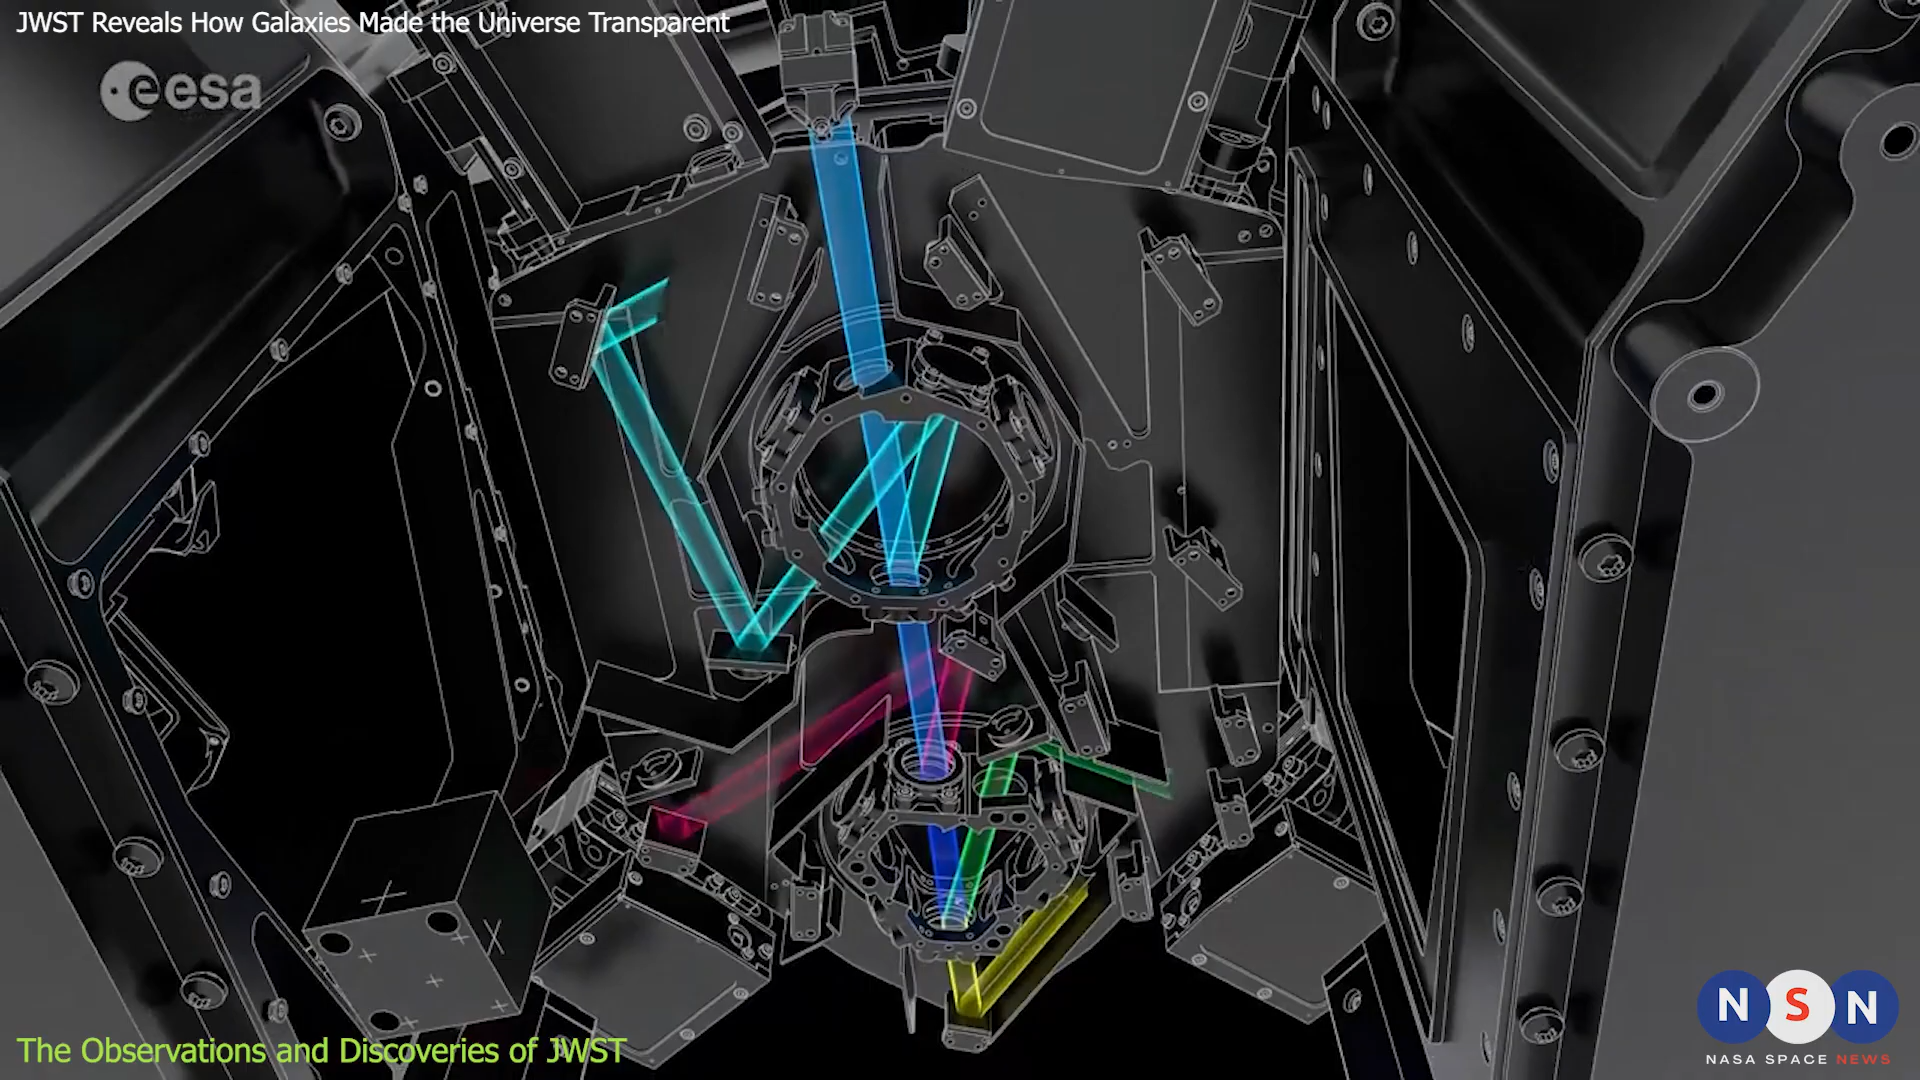 JWST Reveals How Galaxies Made the Universe Transparent
esa
The Observations and Discoveries of JWST
N S N
NASA SPACE NEWS